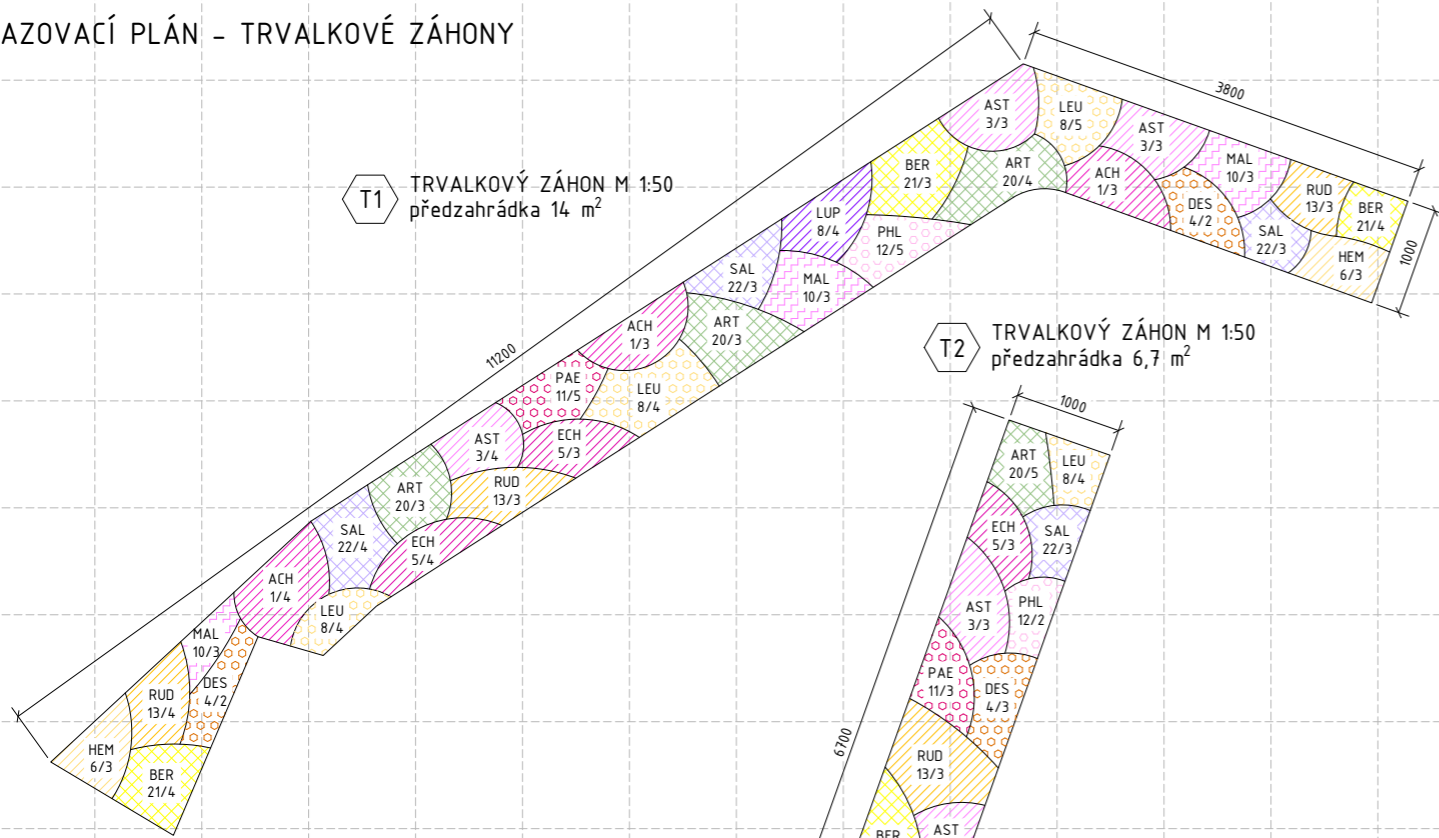 AZOVACÍ PLÁN - TRVALKOVÉ ZÁHONY
T1
TRVALKOVÝ ZÁHON M 1:50
předzahrádka 14 m²
11200
3800
1000
AST
3/3
LEU
8/5
AST
3/3
MAL
10/3
RUD
13/3
BER
21/4
BER
21/3
ART
20/4
ACH
1/3
DES
4/2
SAL
22/3
HEM
6/3
LUP
8/4
PHL
12/5
SAL
22/3
MAL
10/3
ACH
1/3
ART
20/3
PAE
11/5
LEU
8/4
AST
3/4
ECH
5/3
ART
20/3
RUD
13/3
SAL
22/4
ECH
5/4
ACH
1/4
LEU
8/4
MAL
10/3
DES
4/2
RUD
13/4
HEM
6/3
BER
21/4
T2
TRVALKOVÝ ZÁHON M 1:50
předzahrádka 6,7 m²
1000
6700
ART
20/5
LEU
8/4
ECH
5/3
SAL
22/3
AST
3/3
PHL
12/2
PAE
11/3
DES
4/3
RUD
13/3
BER
AST